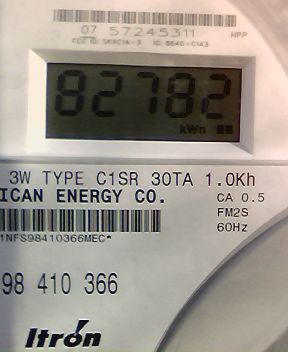 07 57245311
HPP
82782
kWh
3W TYPE C1SR 30TA 1.0Kh
ICAN ENERGY CO.
CA 0.5
FM2S
60Hz
1NFS98410366MEC*
98 410 366
Itron